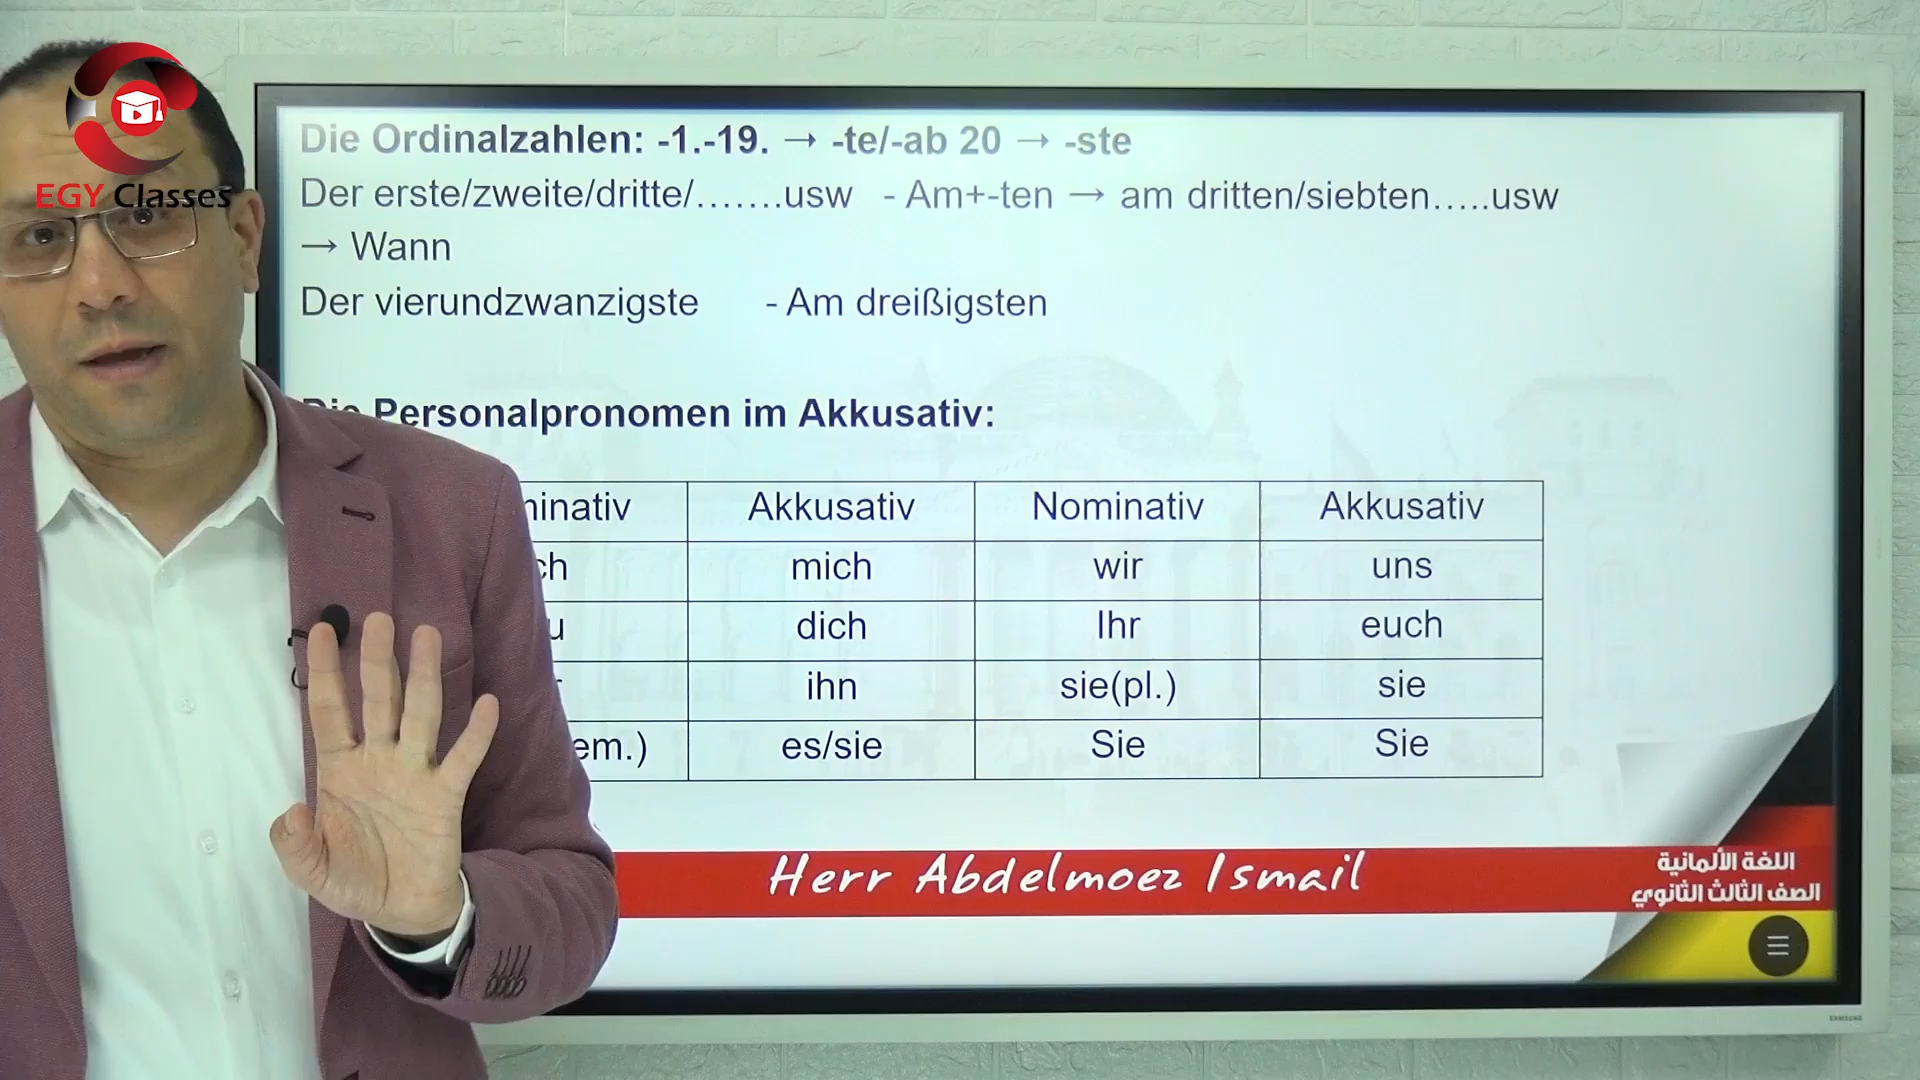 EGY Classes
Die Ordinalzahlen: -1.-19. → -te/-ab 20 → -ste
Der erste/zweite/dritte/…….usw - Am+-ten → am dritten/siebten…..usw
→ Wann
Der vierundzwanzigste - Am dreißigsten
Die Personalpronomen im Akkusativ:
Akkusativ Nominativ Akkusativ
mich wir uns
dich Ihr euch
ihn sie(pl.) sie
es/sie Sie Sie
Herr Abdelmoez Ismail
اللغة الألمانية
الصف الثالث الثانوي
SAMSUNG